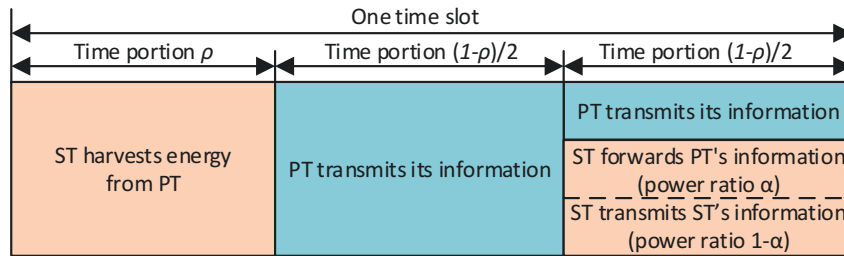 One time slot
Time portion ρ
Time portion (1-ρ)/2
Time portion (1-ρ)/2
ST harvests energy
from PT
PT transmits its information
PT transmits its information
ST forwards PT's information
(power ratio α)
ST transmits ST’s information
(power ratio 1-α)